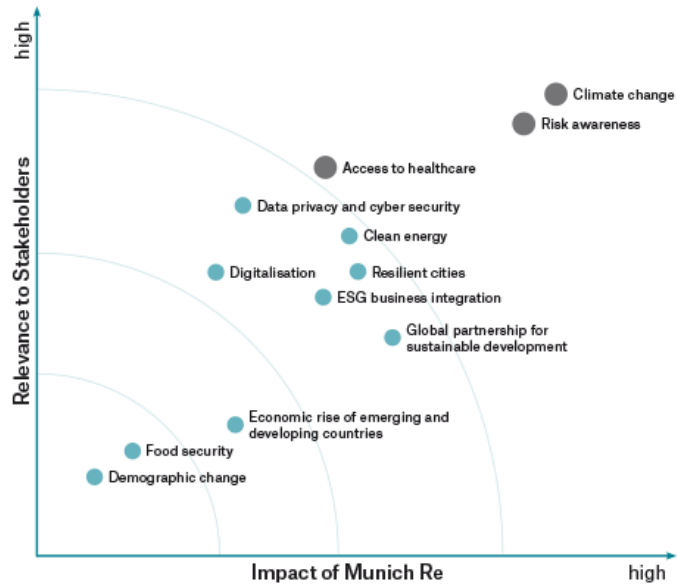 high
Relevance to Stakeholders
Climate change
Risk awareness
Access to healthcare
Data privacy and cyber security
Clean energy
Digitalisation
Resilient cities
ESG business integration
Global partnership for
sustainable development
Economic rise of emerging and
developing countries
Food security
Demographic change
Impact of Munich Re
high